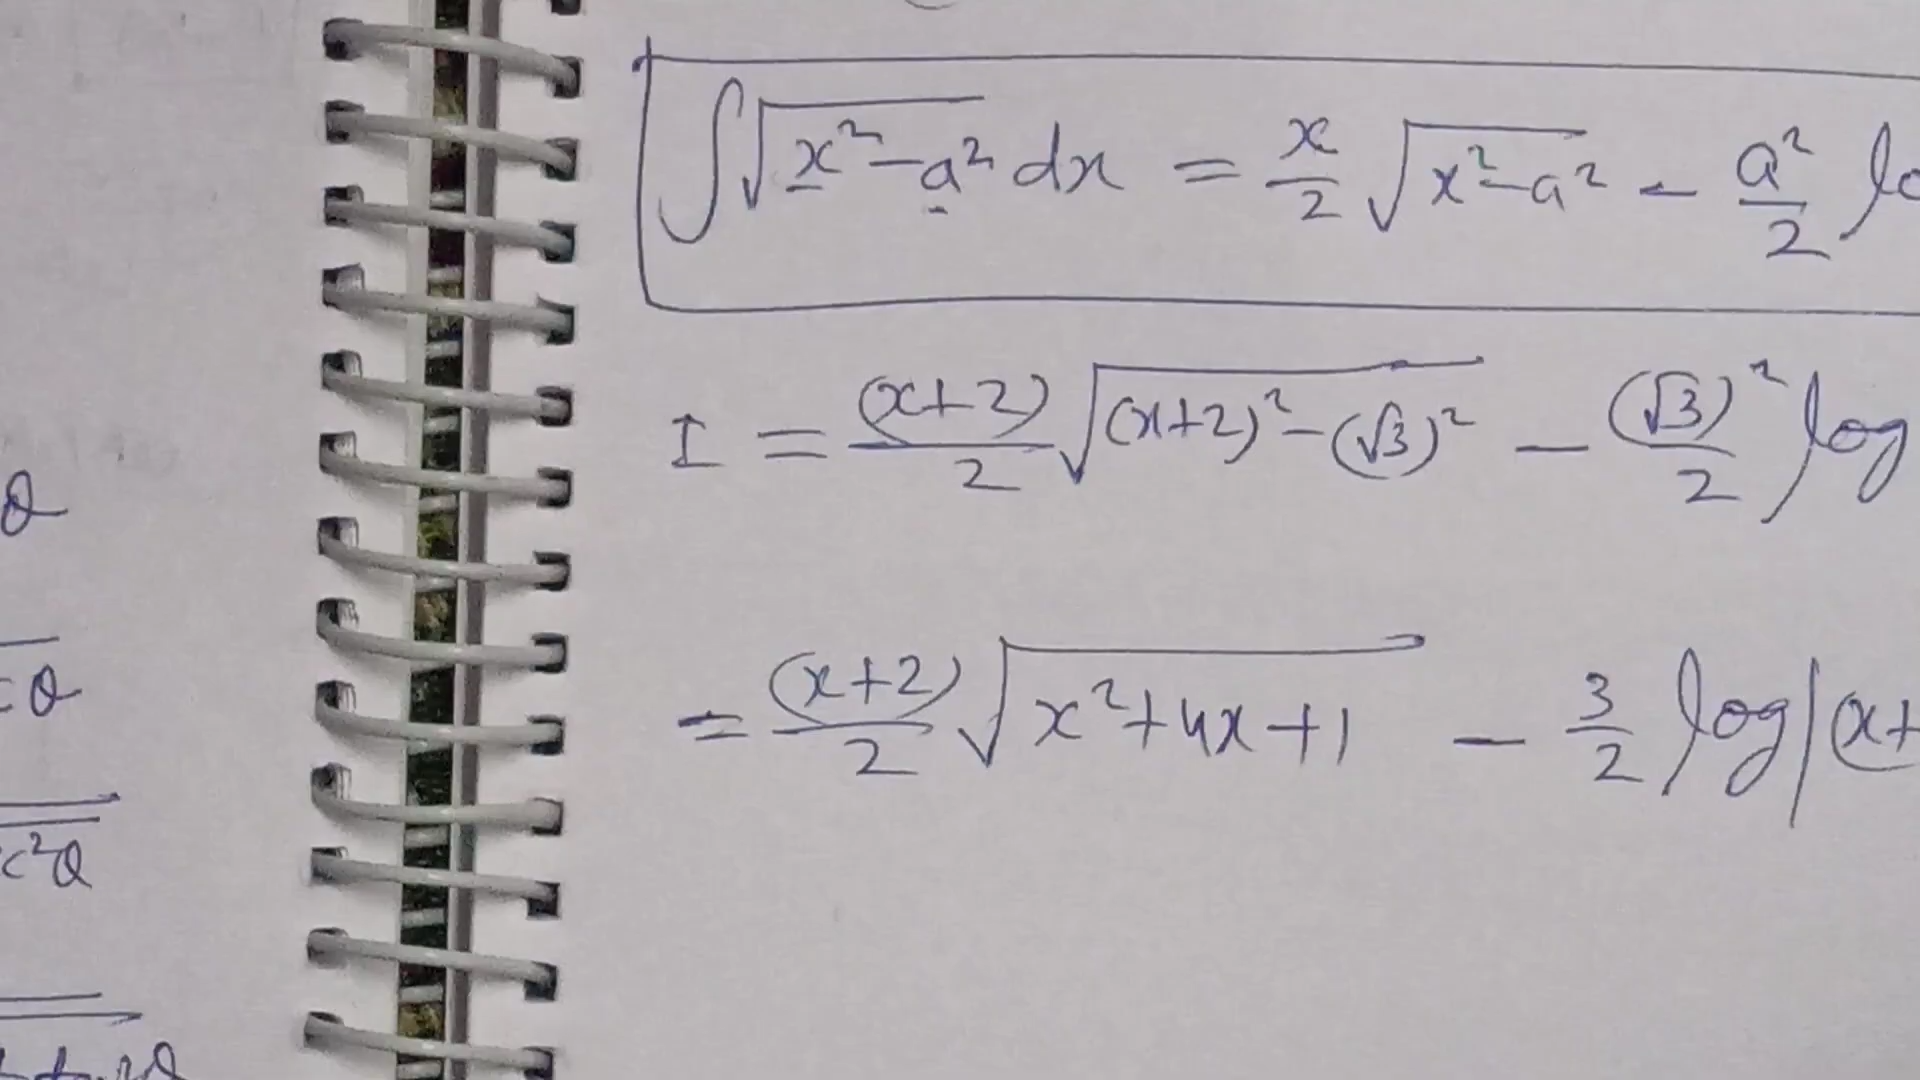 ∫√(x²-a²) dx = x/2 √(x²-a²) - a²/2 lo
I = (x+2)/2 √((x+2)²-(√3)²) - (√3)²/2 log
= (x+2)/2 √(x²+4x+1) - 3/2 log|(x+